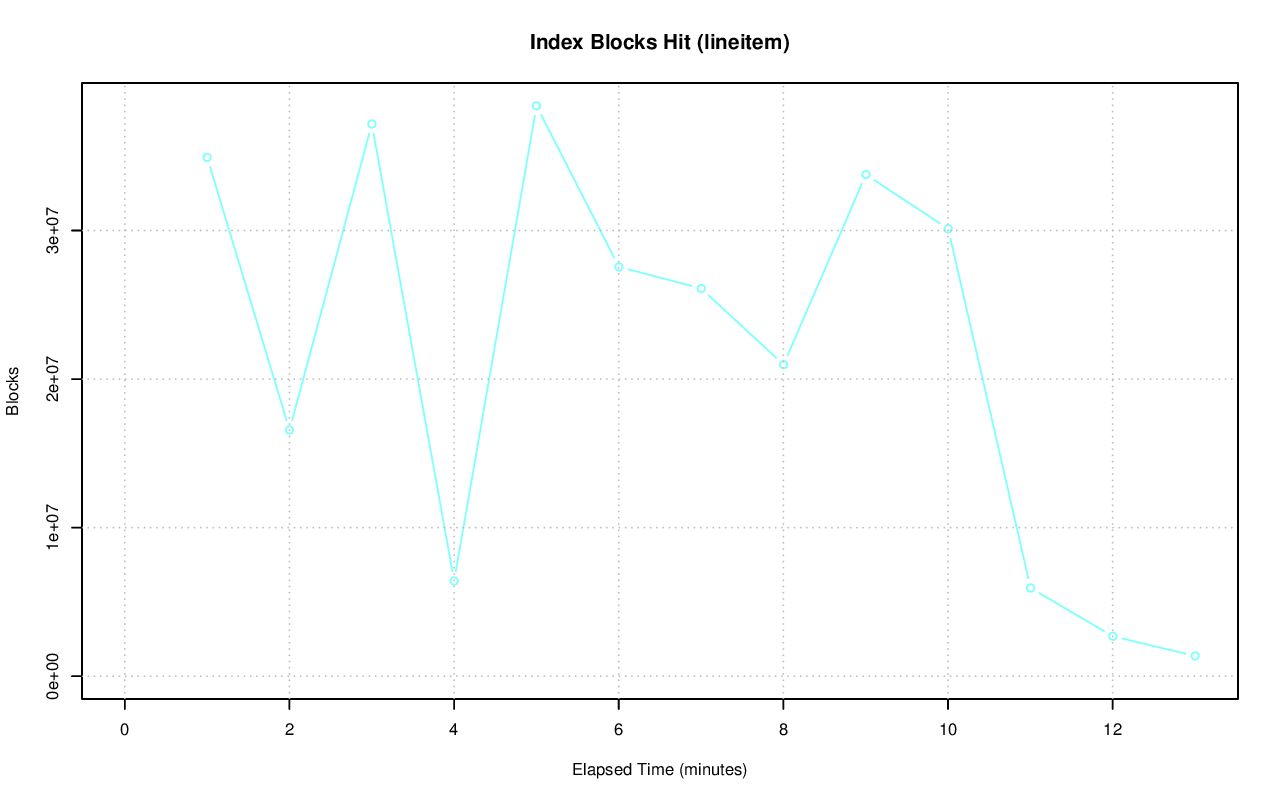 Index Blocks Hit (lineitem)
Blocks
3e+07
2e+07
1e+07
0e+00
0 2 4 6 8 10 12
Elapsed Time (minutes)